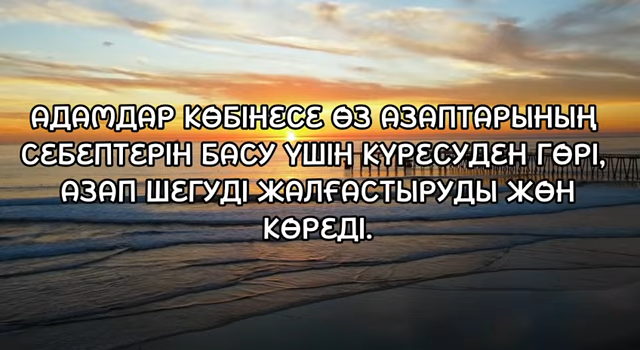 АДАМДАР КӨБІНЕСЕ ӨЗ АЗАПТАРЫНЫҢ
СЕБЕПТЕРІН БАСУ ҮШІН КҮРЕСУДЕН ГӨРІ,
АЗАП ШЕГУДІ ЖАЛҒАСТЫРУДЫ ЖӨН
КӨРЕДІ.